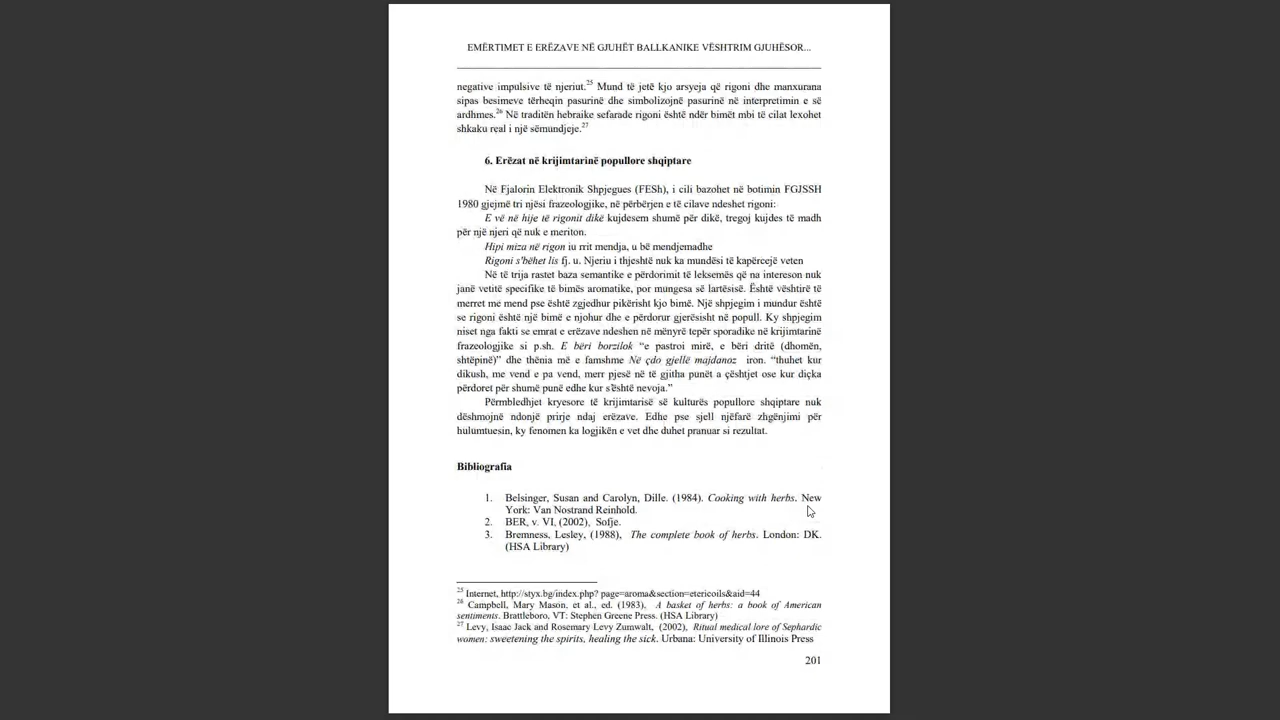 EMËRTIMET E ERËZAVE NË GJUHËT BALLKANIKE VËSHTRIM GJUHËSOR...
negative impulsive të njeriut.25 Mund të jetë kjo arsyeja që rigoni dhe manxurana
sipas besimeve tërheqin pasurinë dhe simbolizojnë pasurinë në interpretimin e së
ardhmes.26 Në traditën hebraike sefarade rigoni është ndër bimët mbi të cilat lexohet
shkaku real i një sëmundjeje.27
6. Erëzat në krijimtarinë popullore shqiptare
Në Fjalorin Elektronik Shpjegues (FESh), i cili bazohet në botimin FGJSSH
1980 gjejmë tri njësi frazeologjike, në përbërjen e të cilave ndeshet rigoni:
E vë në hije të rigonit dikë kujdesem shumë për dikë, tregoj kujdes të madh
për një njeri që nuk e meriton.
Hipi miza në rigon iu rrit mendja, u bë mendjemadhe
Rigoni s'bëhet lis fj. u. Njeriu i thjeshtë nuk ka mundësi të kapërcejë veten
Në të trija rastet baza semantike e përdorimit të leksemës që na intereson nuk
janë vetitë specifike të bimës aromatike, por mungesa së lartësisë. Është vështirë të
merret me mend pse është zgjedhur pikërisht kjo bimë. Një shpjegim i mundur është
se rigoni është një bimë e njohur dhe e përdorur gjerësisht në popull. Ky shpjegim
niset nga fakti se emrat e erëzave ndeshen në mënyrë tepër sporadike në krijimtarinë
frazeologjike si p.sh. E bëri borzilok “e pastroi mirë, e bëri dritë (dhomën,
shtëpinë)” dhe thënia më e famshme Në çdo gjellë majdanoz iron. “thuhet kur
dikush, me vend e pa vend, merr pjesë në të gjitha punët a çështjet ose kur diçka
përdoret për shumë punë edhe kur s'është nevoja.”
Përmbledhjet kryesore të krijimtarisë së kulturës popullore shqiptare nuk
dëshmojnë ndonjë prirje ndaj erëzave. Edhe pse sjell njëfarë zhgënjimi për
hulumtuesin, ky fenomen ka logjikën e vet dhe duhet pranuar si rezultat.
Bibliografia
1. Belsinger, Susan and Carolyn, Dille. (1984). Cooking with herbs. New
York: Van Nostrand Reinhold.
2. BER, v. VI, (2002), Sofje.
3. Bremness, Lesley, (1988), The complete book of herbs. London: DK.
(HSA Library)
25 Internet, http://styx.bg/index.php? page=aroma&section=etericoils&aid=44
26 Campbell, Mary Mason, et al., ed. (1983), A basket of herbs: a book of American
sentiments. Brattleboro, VT: Stephen Greene Press. (HSA Library)
27 Levy, Isaac Jack and Rosemary Levy Zumwalt, (2002), Ritual medical lore of Sephardic
women: sweetening the spirits, healing the sick. Urbana: University of Illinois Press
201